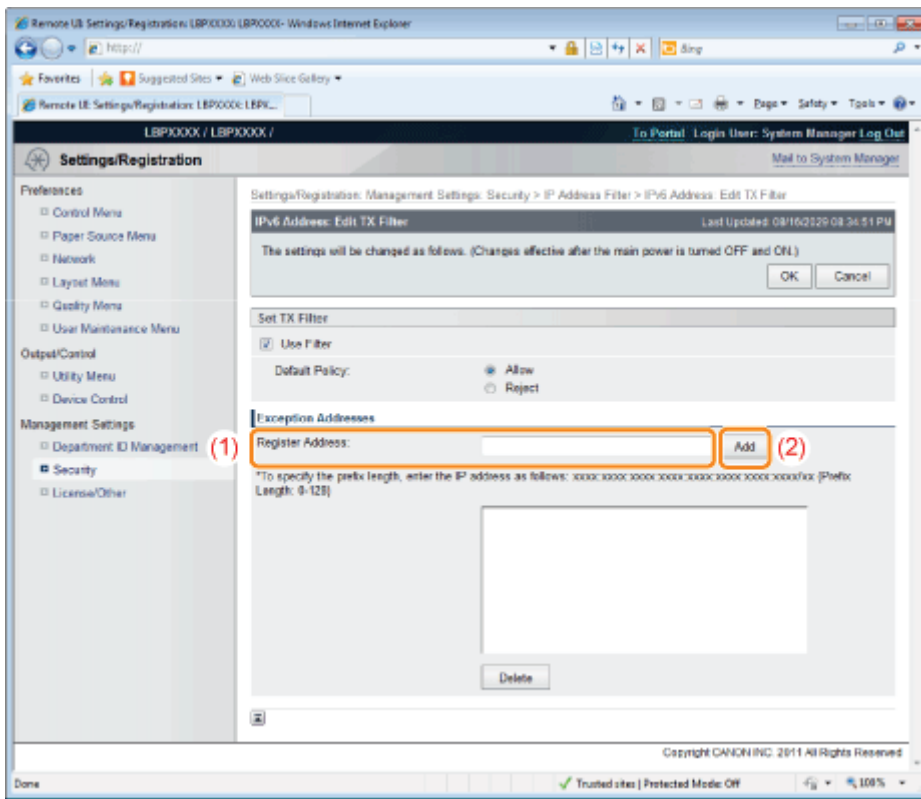 Remote UI: Settings/Registration: LBPXXXX: LBPXXXX - Windows Internet Explorer
http://
Bing
Favorites Suggested Sites Web Slice Gallery
Remote UI: Settings/Registration: LBPXXXX: LBPX...
Page Safety Tools
LBPXXXX / LBPXXXX /
To Portal Login User: System Manager Log Out
Settings/Registration
Mail to System Manager
Preferences
Control Menu
Paper Source Menu
Network
Layout Menu
Quality Menu
User Maintenance Menu
Output/Control
Utility Menu
Device Control
Management Settings
Department ID Management
Security
License/Other
Settings/Registration: Management Settings: Security > IP Address Filter > IPv6 Address: Edit TX Filter
IPv6 Address: Edit TX Filter
Last Updated: 08/16/2029 08:34:51 PM
The settings will be changed as follows. (Changes effective after the main power is turned OFF and ON.)
OK Cancel
Set TX Filter
Use Filter
Default Policy:
Allow
Reject
Exception Addresses
(1) Register Address: Add (2)
*To specify the prefix length, enter the IP address as follows: xxxx:xxxx:xxxx:xxxx:xxxx:xxxx:xxxx:xxxx/xx (Prefix
Length: 0-128)
Delete
Copyright CANON INC. 2011 All Rights Reserved
Done
Trusted sites | Protected Mode: Off
100%